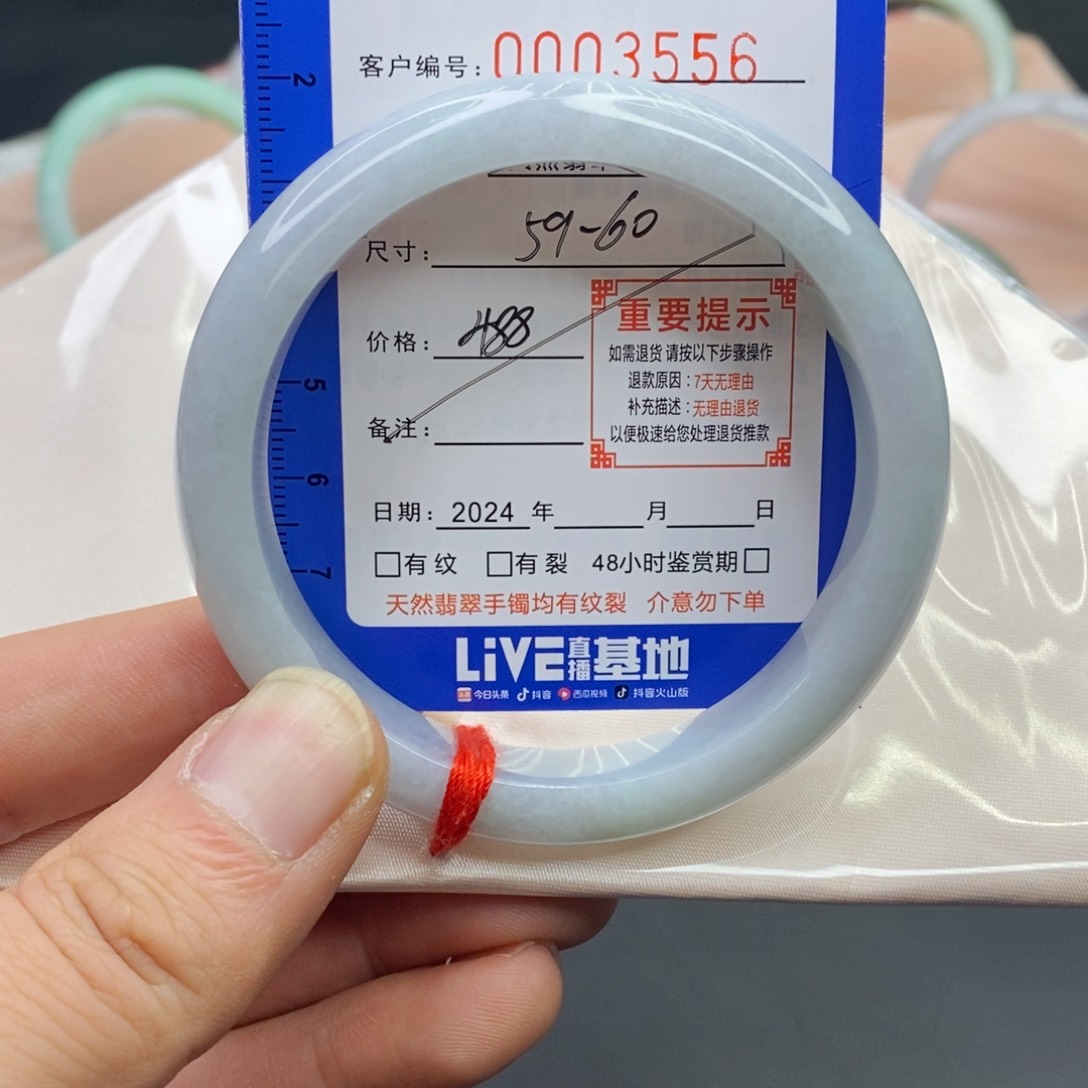 2
客户编号：0003556
尺寸：59-60
重要提示
价格：488
如需退货 请按以下步骤操作
退款原因：7天无理由
补充描述：无理由退货
备注：
以便极速给您处理退货推款
5
6
日期：2024年 月 日
有纹 有裂 48小时鉴赏期
7
天然翡翠手镯均有纹裂 介意勿下单
LiVE直播基地
今日头条 抖音 西瓜视频 抖音火山版